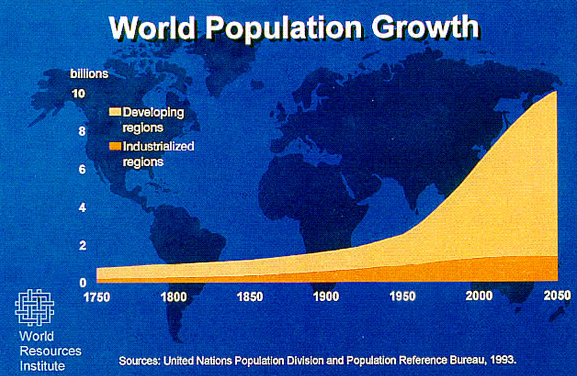 World Population Growth
billions
10
Developing
regions
8
Industrialized
regions
6
4
2
0
1750 1800 1850 1900 1950 2000 2050
World
Resources
Institute
Sources: United Nations Population Division and Population Reference Bureau, 1993.